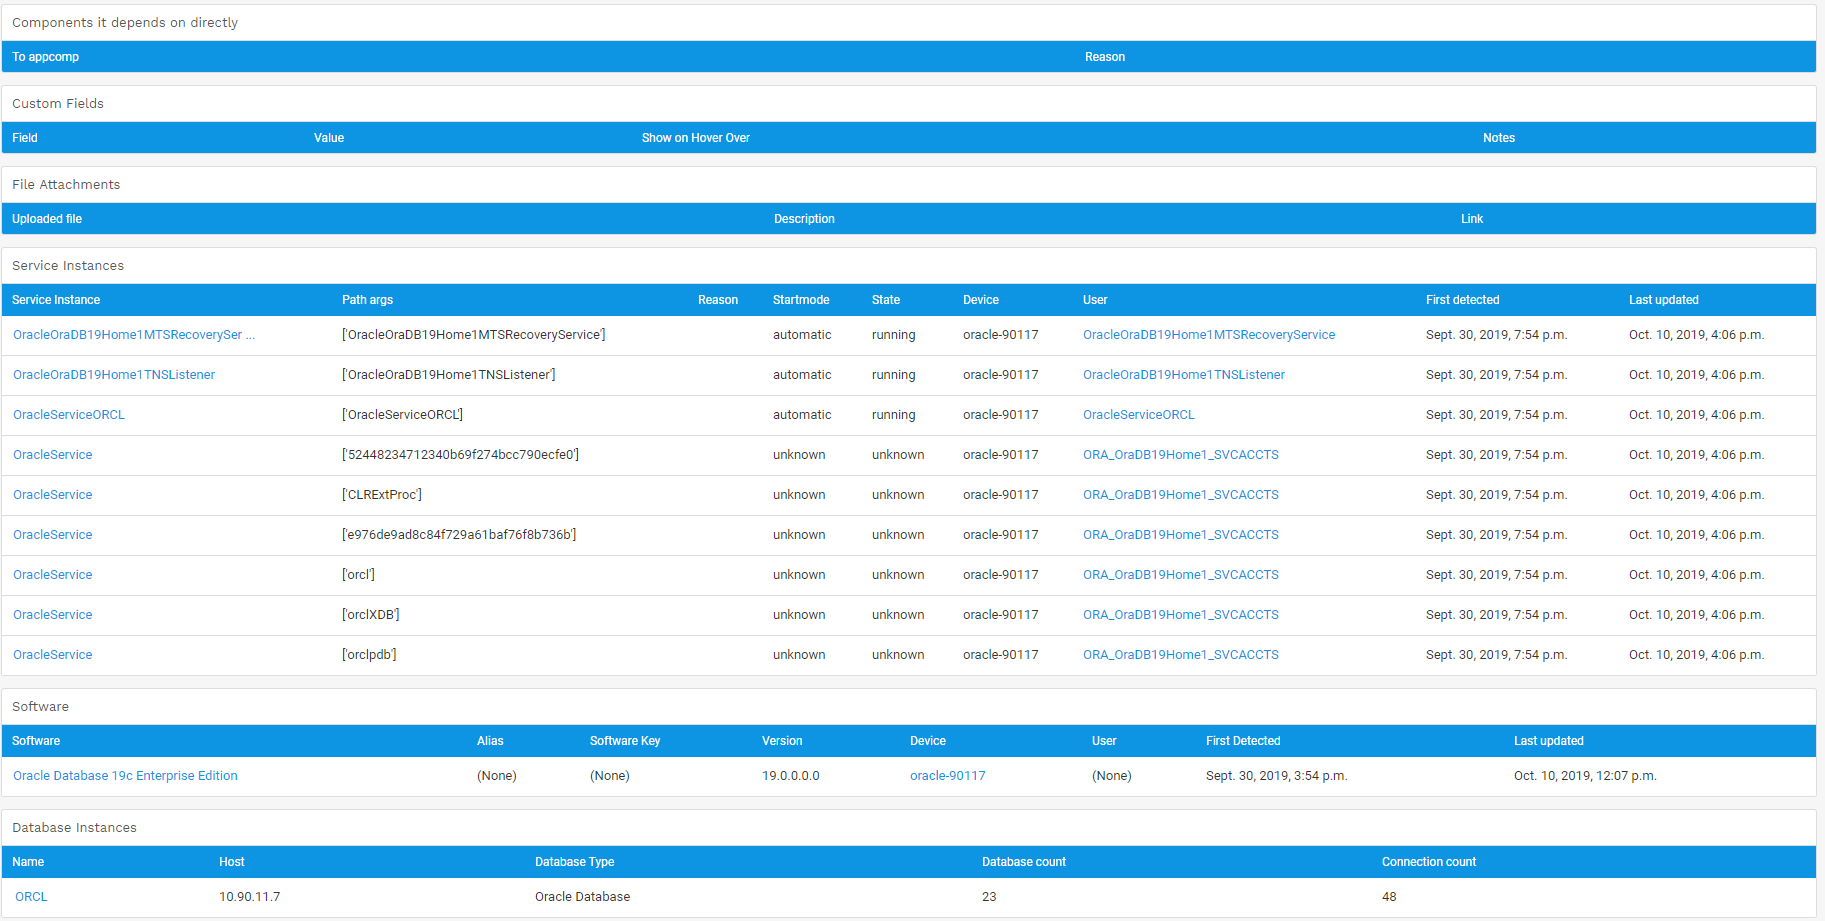 Components it depends on directly
To appcomp Reason
Custom Fields
Field Value Show on Hover Over Notes
File Attachments
Uploaded file Description Link
Service Instances
Service Instance Path args Reason Startmode State Device User First detected Last updated
OracleOraDB19Home1MTSRecoverySer ... ['OracleOraDB19Home1MTSRecoveryService'] automatic running oracle-90117 OracleOraDB19Home1MTSRecoveryService Sept. 30, 2019, 7:54 p.m. Oct. 10, 2019, 4:06 p.m.
OracleOraDB19Home1TNSListener ['OracleOraDB19Home1TNSListener'] automatic running oracle-90117 OracleOraDB19Home1TNSListener Sept. 30, 2019, 7:54 p.m. Oct. 10, 2019, 4:06 p.m.
OracleServiceORCL ['OracleServiceORCL'] automatic running oracle-90117 OracleServiceORCL Sept. 30, 2019, 7:54 p.m. Oct. 10, 2019, 4:06 p.m.
OracleService ['52448234712340b69f274bcc790ecfe0'] unknown unknown oracle-90117 ORA_OraDB19Home1_SVCACCTS Sept. 30, 2019, 7:54 p.m. Oct. 10, 2019, 4:06 p.m.
OracleService ['CLRExtProc'] unknown unknown oracle-90117 ORA_OraDB19Home1_SVCACCTS Sept. 30, 2019, 7:54 p.m. Oct. 10, 2019, 4:06 p.m.
OracleService ['e976de9ad8c84f729a61baf76f8b736b'] unknown unknown oracle-90117 ORA_OraDB19Home1_SVCACCTS Sept. 30, 2019, 7:54 p.m. Oct. 10, 2019, 4:06 p.m.
OracleService ['orcl'] unknown unknown oracle-90117 ORA_OraDB19Home1_SVCACCTS Sept. 30, 2019, 7:54 p.m. Oct. 10, 2019, 4:06 p.m.
OracleService ['orclXDB'] unknown unknown oracle-90117 ORA_OraDB19Home1_SVCACCTS Sept. 30, 2019, 7:54 p.m. Oct. 10, 2019, 4:06 p.m.
OracleService ['orclpdb'] unknown unknown oracle-90117 ORA_OraDB19Home1_SVCACCTS Sept. 30, 2019, 7:54 p.m. Oct. 10, 2019, 4:06 p.m.
Software
Software Alias Software Key Version Device User First Detected Last updated
Oracle Database 19c Enterprise Edition (None) (None) 19.0.0.0.0 oracle-90117 (None) Sept. 30, 2019, 3:54 p.m. Oct. 10, 2019, 12:07 p.m.
Database Instances
Name Host Database Type Database count Connection count
ORCL 10.90.11.7 Oracle Database 23 48